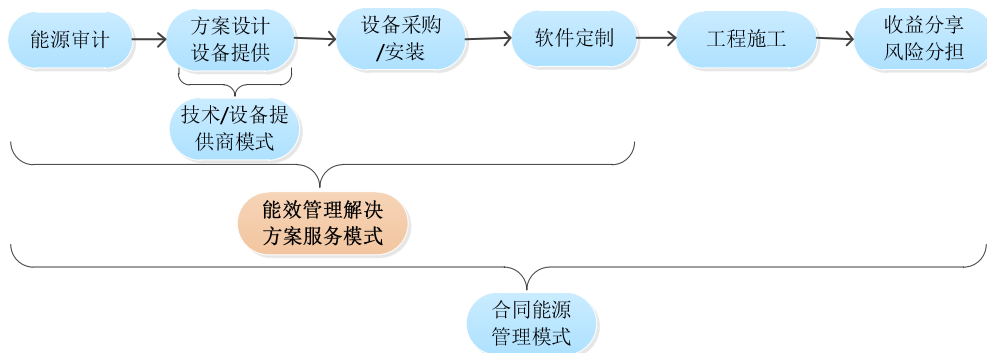 能源审计
方案设计
设备提供
设备采购
/安装
软件定制
工程施工
收益分享
风险分担
技术/设备提
供商模式
能效管理解决
方案服务模式
合同能源
管理模式